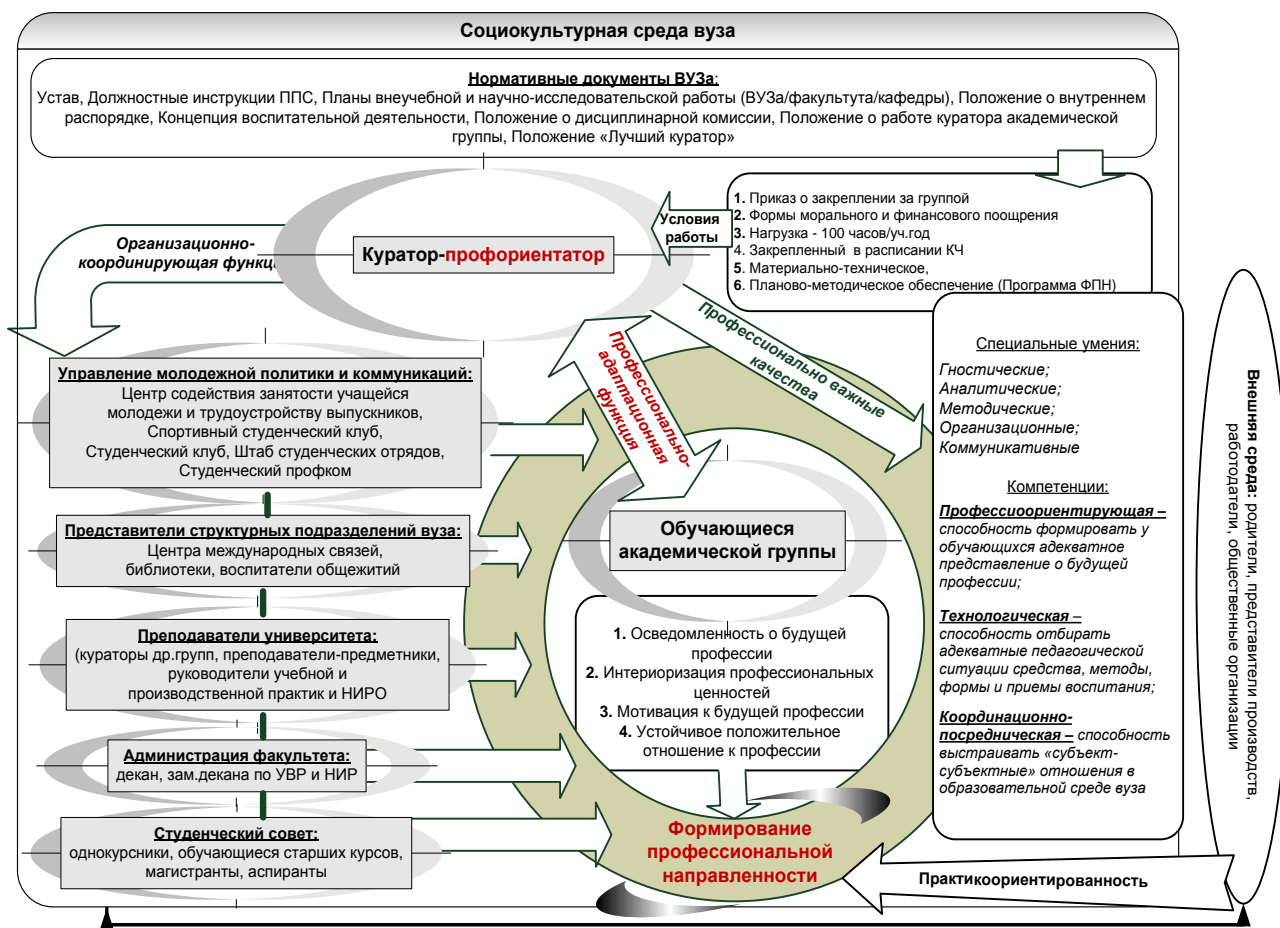 Социокультурная среда вуза
Нормативные документы ВУЗа:
Устав, Должностные инструкции ППС, Планы внеучебной и научно-исследовательской работы (ВУЗа/факультута/кафедры), Положение о внутреннем
распорядке, Концепция воспитательной деятельности, Положение о дисциплинарной комиссии, Положение о работе куратора академической
группы, Положение «Лучший куратор»
1. Приказ о закреплении за группой
2. Формы морального и финансового поощрения
3. Нагрузка - 100 часов/уч.год
4. Закрепленный в расписании КЧ
5. Материально-техническое,
6. Планово-методическое обеспечение (Программа ФПН)
Условия
работы
Куратор-профориентатор
Организационно-
координирующая функц
Профессионально-
адаптационная
функция
Профессионально важные
качества
Управление молодежной политики и коммуникаций:
Центр содействия занятости учащейся
молодежи и трудоустройству выпускников,
Спортивный студенческий клуб,
Студенческий клуб, Штаб студенческих отрядов,
Студенческий профком
Представители структурных подразделений вуза:
Центра международных связей,
библиотеки, воспитатели общежитий
Преподаватели университета:
(кураторы др.групп, преподаватели-предметники,
руководители учебной и
производственной практик и НИРО
Администрация факультета:
декан, зам.декана по УВР и НИР
Студенческий совет:
однокурсники, обучающиеся старших курсов,
магистранты, аспиранты
Обучающиеся
академической группы
1. Осведомленность о будущей
профессии
2. Интериоризация профессиональных
ценностей
3. Мотивация к будущей профессии
4. Устойчивое положительное
отношение к профессии
Формирование
профессиональной
направленности
Специальные умения:
Гностические;
Аналитические;
Методические;
Организационные;
Коммуникативные
Компетенции:
Профессиоориентирующая –
способность формировать у
обучающихся адекватное
представление о будущей
профессии;
Технологическая –
способность отбирать
адекватные педагогической
ситуации средства, методы,
формы и приемы воспитания;
Координационно-
посредническая – способность
выстраивать «субъект-
субъектные» отношения в
образовательной среде вуза
Практикоориентированность
Внешняя среда: родители, представители производств,
работодатели, общественные организации